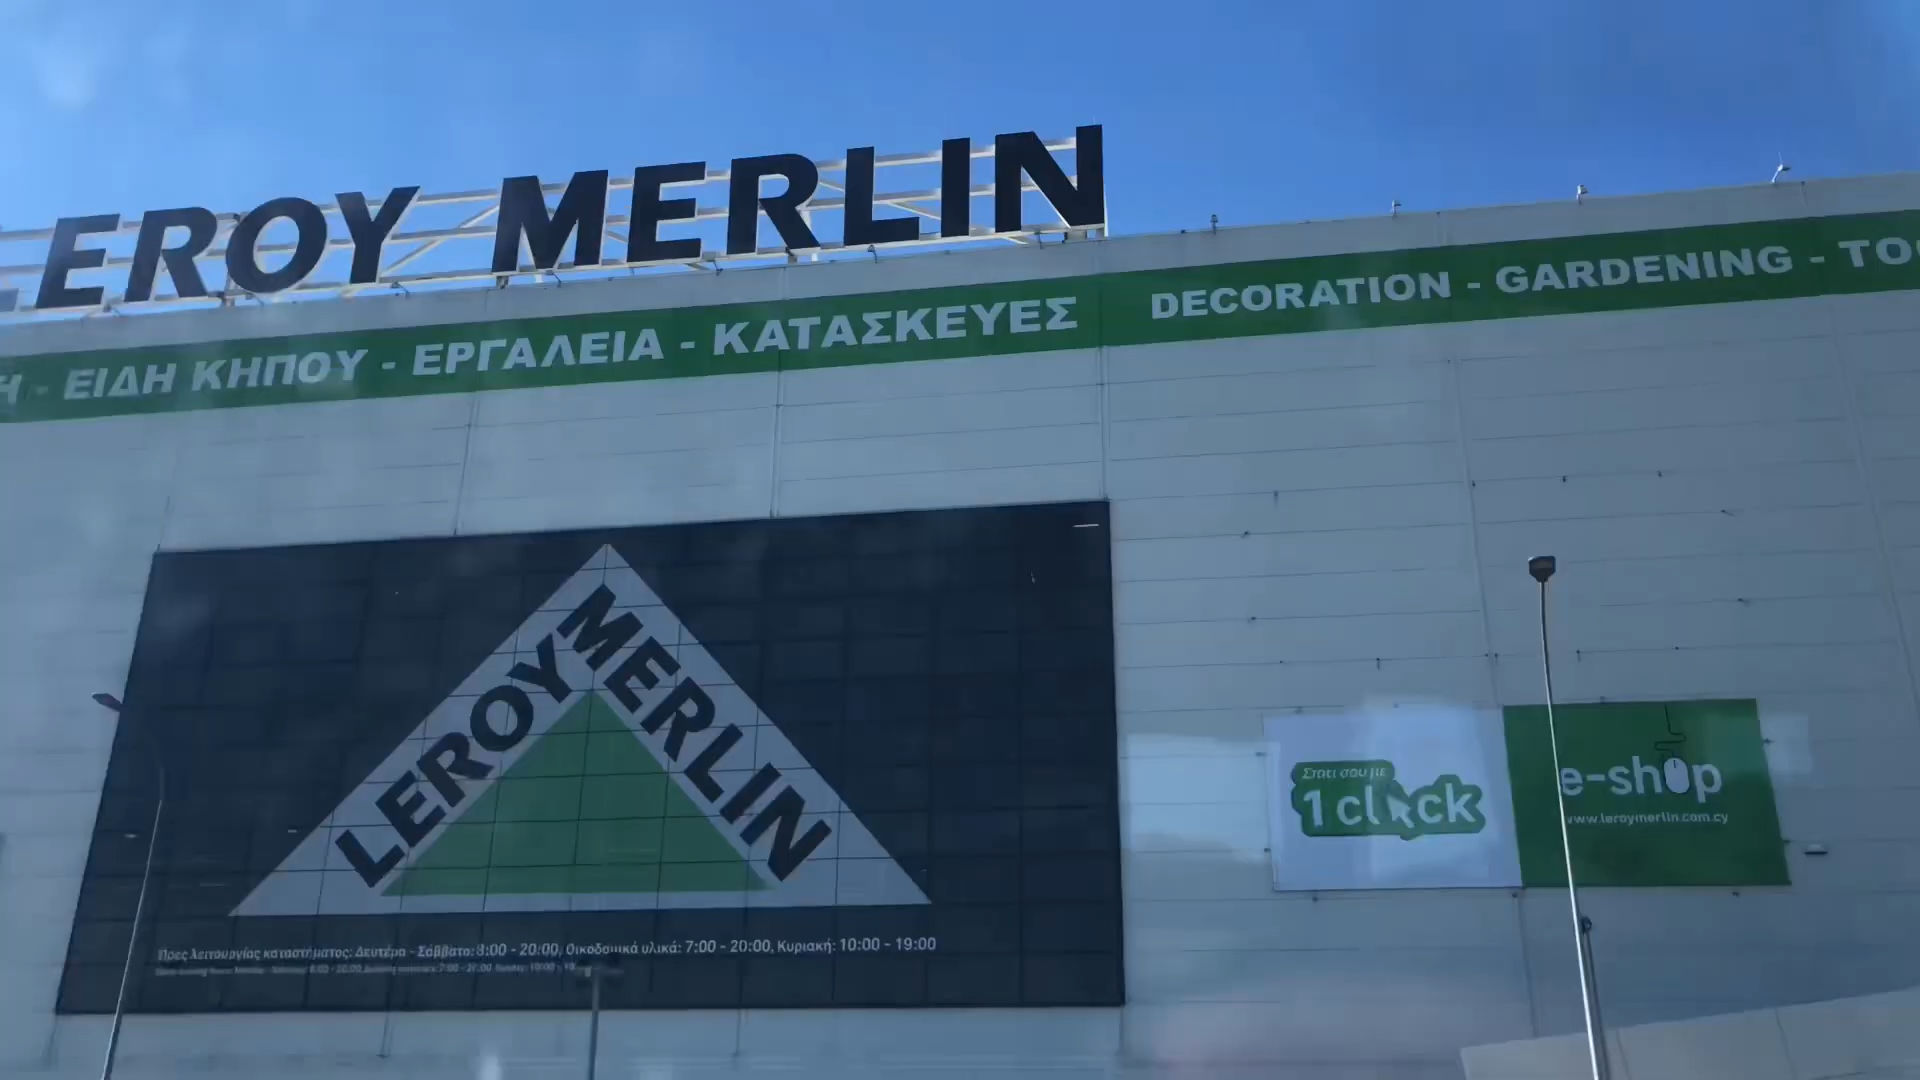 EROY MERLIN
Η - ΕΙΔΗ ΚΗΠΟΥ - ΕΡΓΑΛΕΙΑ - ΚΑΤΑΣΚΕΥΕΣ DECORATION - GARDENING - TO
LEROY MERLIN
Σπίτι σου με
1 click
e-shop
www.leroymerlin.com.cy
Ώρες λειτουργίας καταστήματος: Δευτέρα - Σάββατο: 8:00 - 20:00, Οικοδομικά υλικά: 7:00 - 20:00, Κυριακή: 10:00 - 19:00